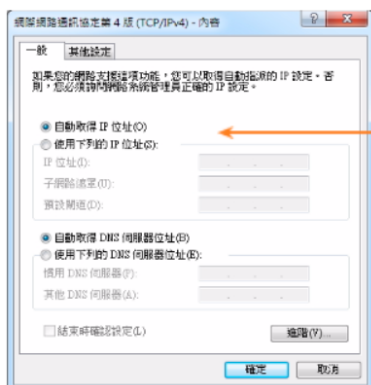 網際網路通訊協定第 4 版 (TCP/IPv4) - 內容
一般
其他設定
如果您的網路支援這項功能，您可以取得自動指派的 IP 設定。否
則，您必須詢問網路系統管理員正確的 IP 設定。
自動取得 IP 位址(O)
使用下列的 IP 位址(S):
IP 位址(I):
子網路遮罩(U):
預設閘道(D):
自動取得 DNS 伺服器位址(B)
使用下列的 DNS 伺服器位址(E):
慣用 DNS 伺服器(P):
其他 DNS 伺服器(A):
結束時確認設定(L)
進階(V)...
確定
取消